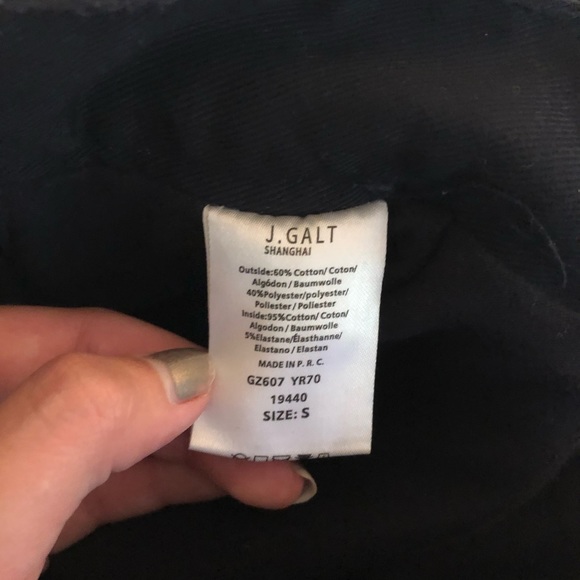 J.GALT
SHANGHAI
Outside:60% Cotton/Coton/
Algódon/Baumwolle
40%Polyester/polyester/
Poliester/Poliester
Inside:95%Cotton/Coton/
Algodon/Baumwolle
5%Elastane/Élasthanne/
Elastano/Elastan
MADE IN P. R. C.
GZ607 YR70
19440
SIZE: S